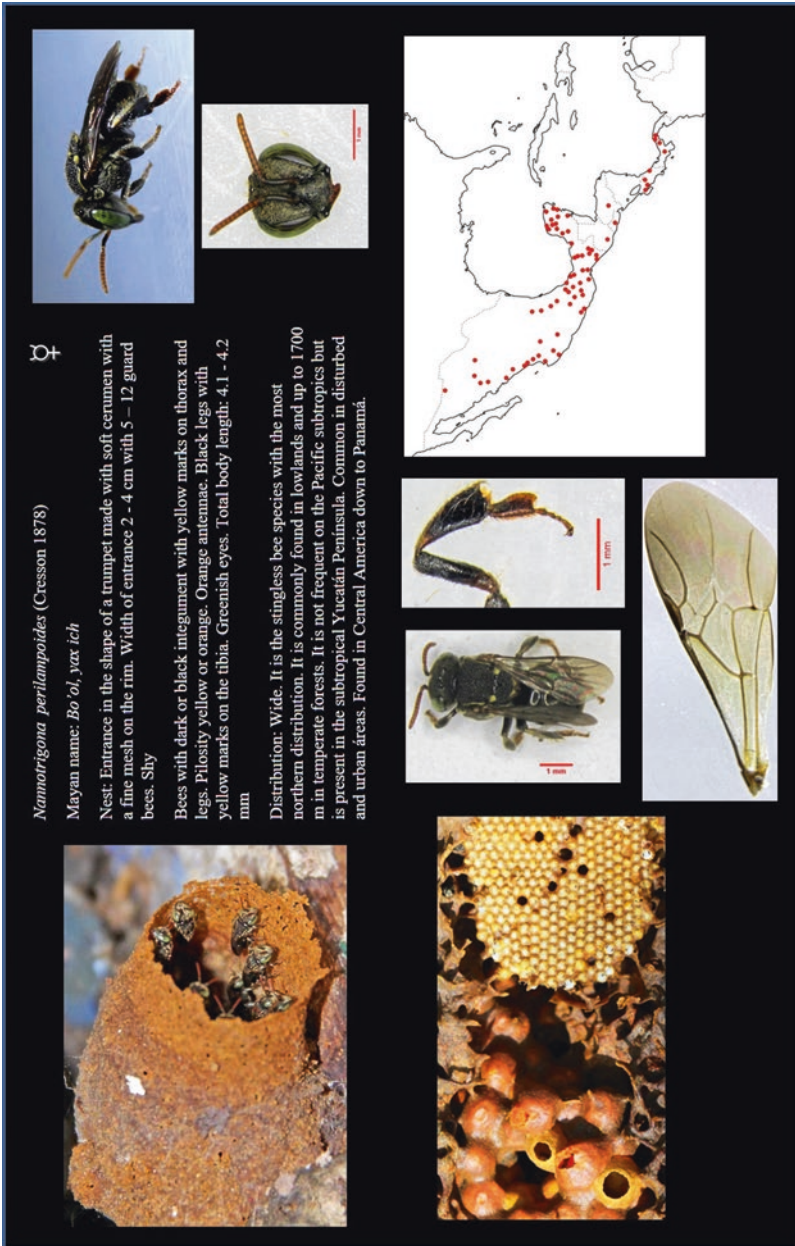 Nannotrigona perilampoides (Cresson 1878)
☿
Mayan name: Bo'ol, yax ich
Nest: Entrance in the shape of a trumpet made with soft cerumen with
a fine mesh on the rim. Width of entrance 2 - 4 cm with 5 – 12 guard
bees. Shy
Bees with dark or black integument with yellow marks on thorax and
legs. Pilosity yellow or orange. Orange antennae. Black legs with
yellow marks on the tibia. Greenish eyes. Total body length: 4.1 - 4.2
mm
Distribution: Wide. It is the stingless bee species with the most
northern distribution. It is commonly found in lowlands and up to 1700
m in temperate forests. It is not frequent on the Pacific subtropics but
is present in the subtropical Yucatán Península. Common in disturbed
and urban áreas. Found in Central America down to Panamá.
1 mm
1 mm
1 mm